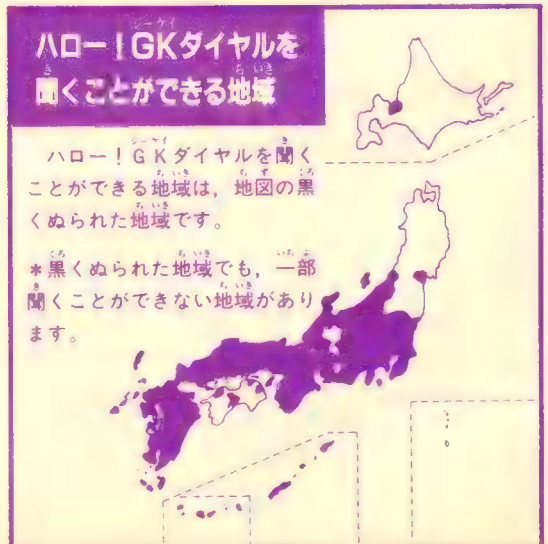 ハロー!GKダイヤルを
聞くことができる地域
ハロー!GKダイヤルを聞く
ことができる地域は,地図の黒
くぬられた地域です。
*黒くぬられた地域でも,一部
聞くことができない地域があり
ます。